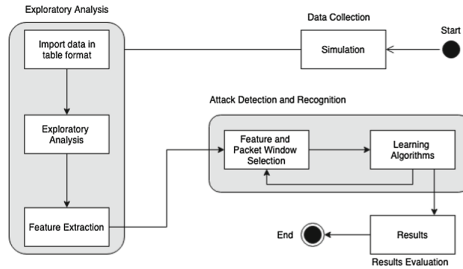 Exploratory Analysis
Data Collection
Start
Import data in
table format
Simulation
Attack Detection and Recognition
Exploratory
Analysis
Feature and
Packet Window
Selection
Learning
Algorithms
Feature Extraction
End
Results
Results Evaluation